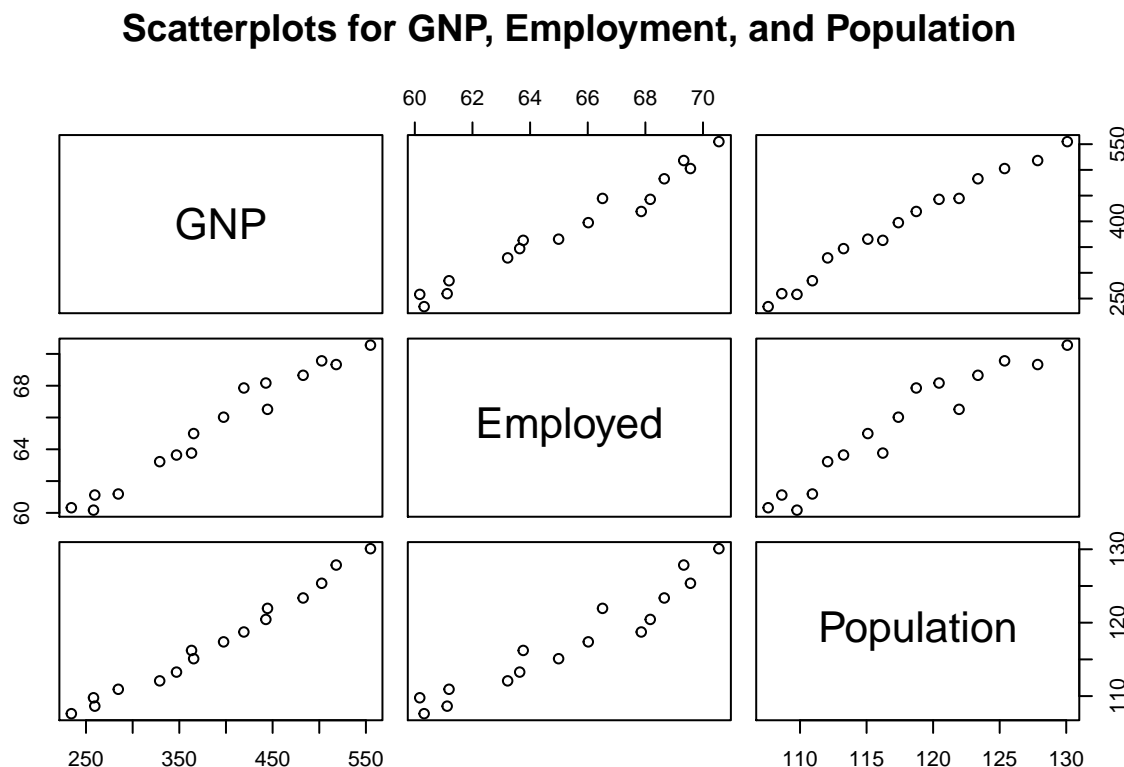 Scatterplots for GNP, Employment, and Population
60 62 64 66 68 70
GNP
250 400 550
60 64 68
Employed
Population
110 120 130
250 350 450 550
110 115 120 125 130